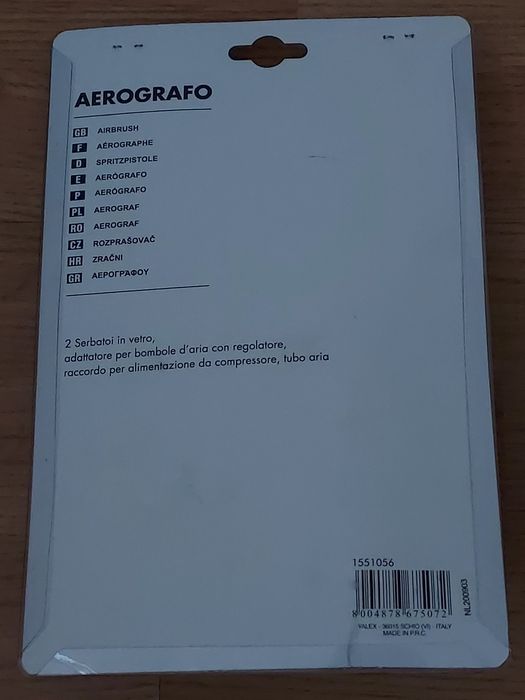 AEROGRAFO
GB AIRBRUSH
F AÉROGRAPHE
D SPRITZPISTOLE
E AERÓGRAFO
P AERÓGRAFO
PL AEROGRAF
RO AEROGRAF
CZ ROZPRAŠOVAČ
HR ZRAČNI
GR ΑΕΡΟΓΡΑΦΟΥ
2 Serbatoi in vetro,
adattatore per bombole d'aria con regolatore,
raccordo per alimentazione da compressore, tubo aria
1551056
8 004878 675072
NL200903
VALEX - 36015 SCHIO (VI) - ITALY
MADE IN P.R.C.